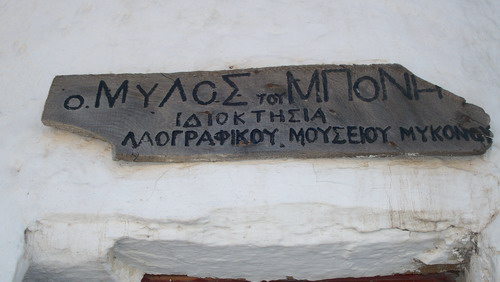 Ο ΜΥΛΟΣ ΤΟΥ ΜΠΟΝΗ
ΙΔΙΟΚΤΗΣΙΑ
ΛΑΟΓΡΑΦΙΚΟΥ ΜΟΥΣΕΙΟΥ ΜΥΚΟΝΟΣ